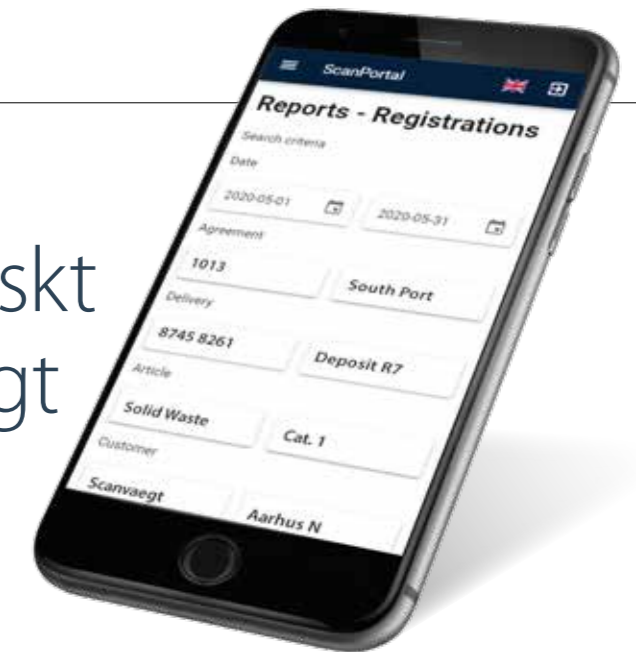 ScanPortal
Reports - Registrations
Search criteria
Date
2020-05-01 2020-05-31
Agreement
1013 South Port
Delivery
8745 8261 Deposit R7
Article
Solid Waste Cat. 1
Customer
Scanvaegt Aarhus N
skt
gt